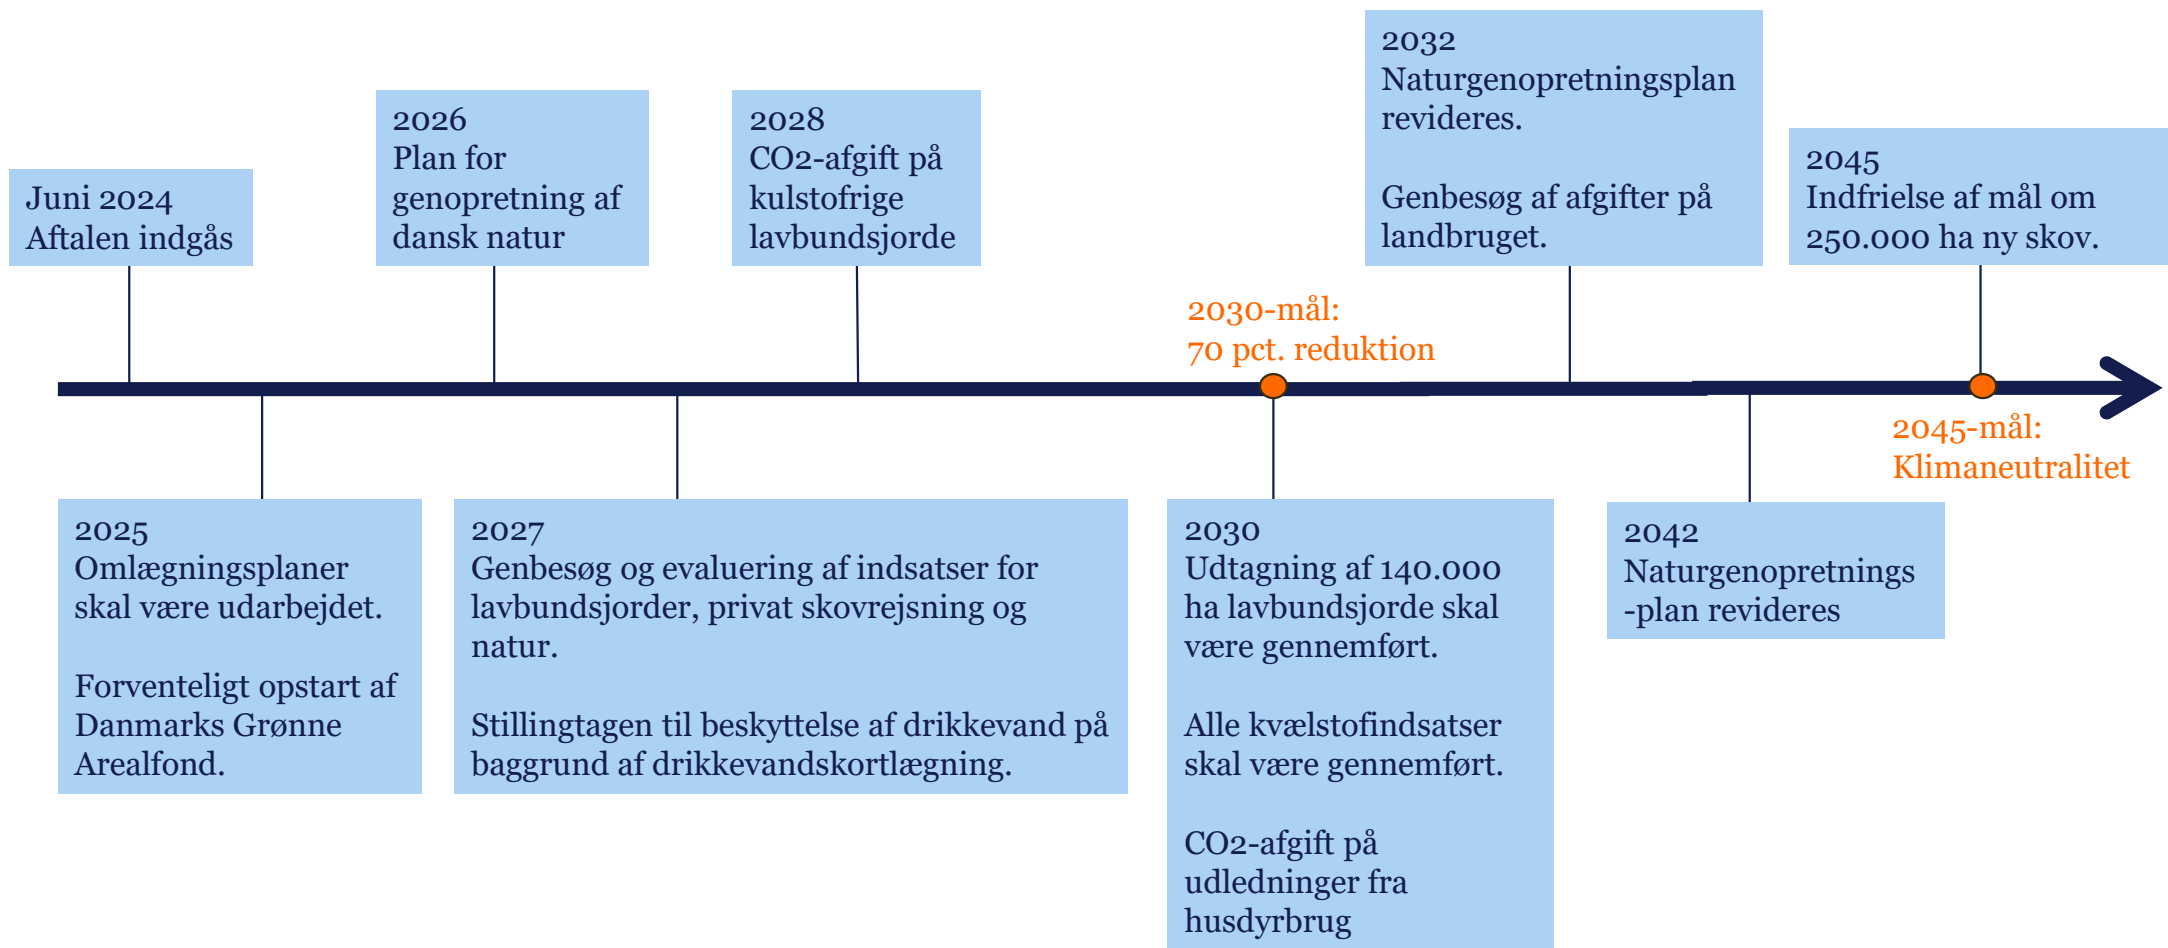 Juni 2024
Aftalen indgås
2026
Plan for
genopretning af
dansk natur
2028
CO2-afgift på
kulstofrige
lavbundsjorde
2032
Naturgenopretningsplan
revideres.
Genbesøg af afgifter på
landbruget.
2045
Indfrielse af mål om
250.000 ha ny skov.
2030-mål:
70 pct. reduktion
2045-mål:
Klimaneutralitet
2025
Omlægningsplaner
skal være udarbejdet.
Forventeligt opstart af
Danmarks Grønne
Arealfond.
2027
Genbesøg og evaluering af indsatser for
lavbundsjorder, privat skovrejsning og
natur.
Stillingtagen til beskyttelse af drikkevand på
baggrund af drikkevandskortlægning.
2030
Udtagning af 140.000
ha lavbundsjorde skal
være gennemført.
Alle kvælstofindsatser
skal være gennemført.
CO2-afgift på
udledninger fra
husdyrbrug
2042
Naturgenopretnings
-plan revideres